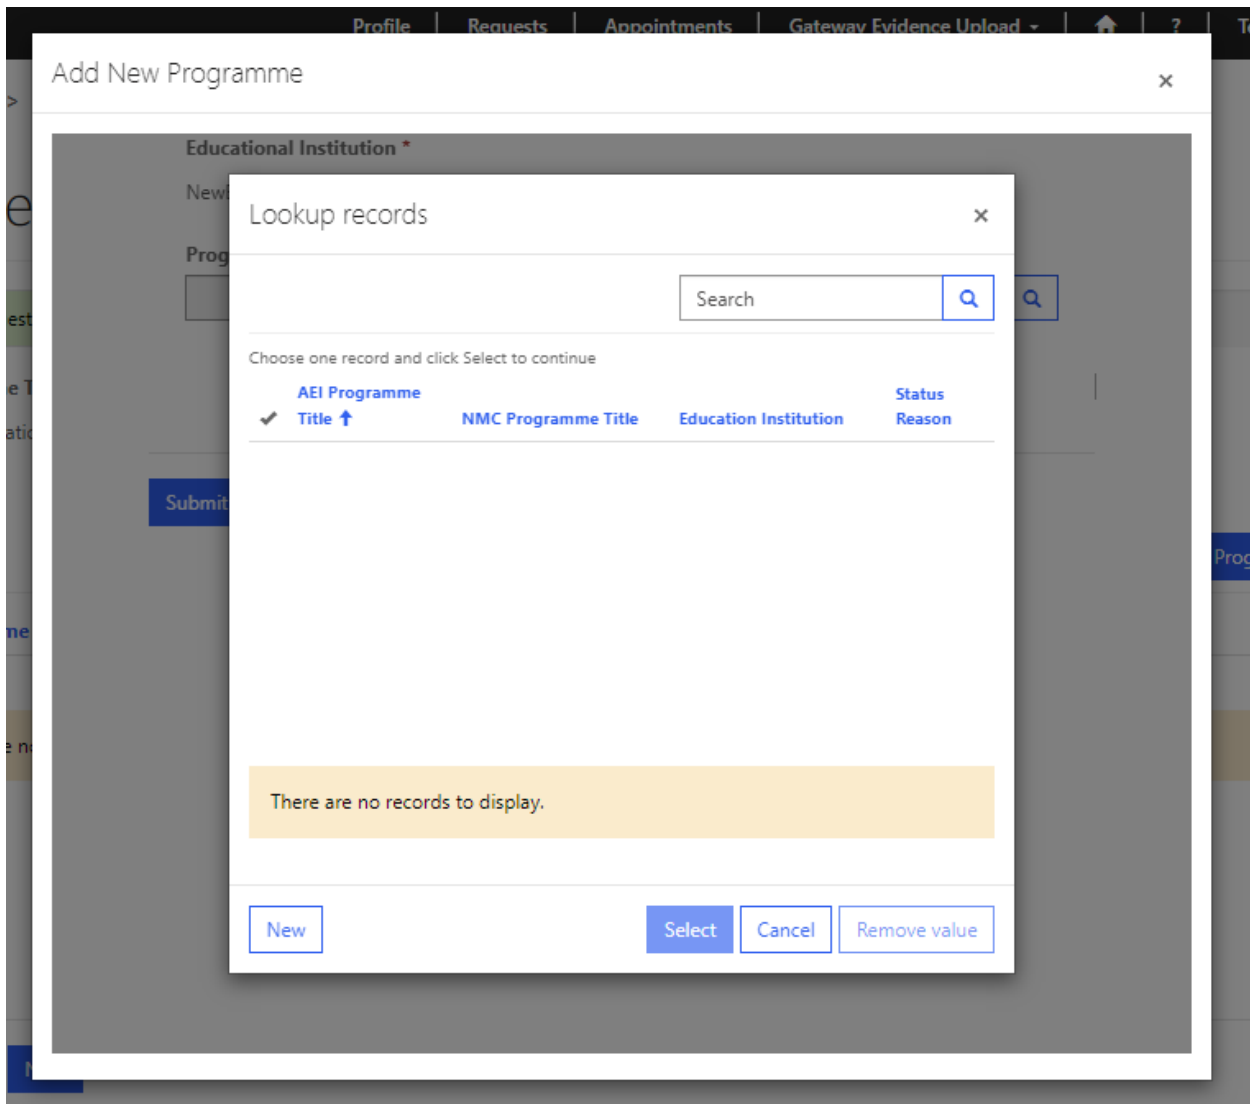 Profile | Requests | Appointments | Gateway Evidence Upload | ?
Add New Programme ×
>
Educational Institution *
Lookup records ×
Search
Choose one record and click Select to continue
AEI Programme Title NMC Programme Title Education Institution Status Reason
Submit
There are no records to display.
New Select Cancel Remove value